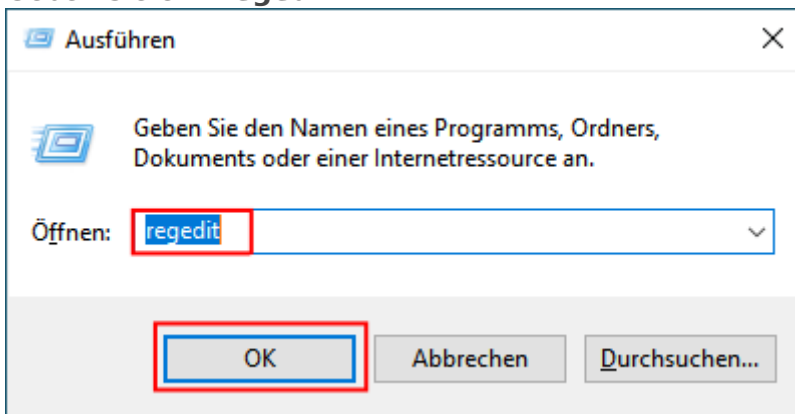 Ausführen
Geben Sie den Namen eines Programms, Ordners,
Dokuments oder einer Internetressource an.
Öffnen: regedit
OK Abbrechen Durchsuchen...